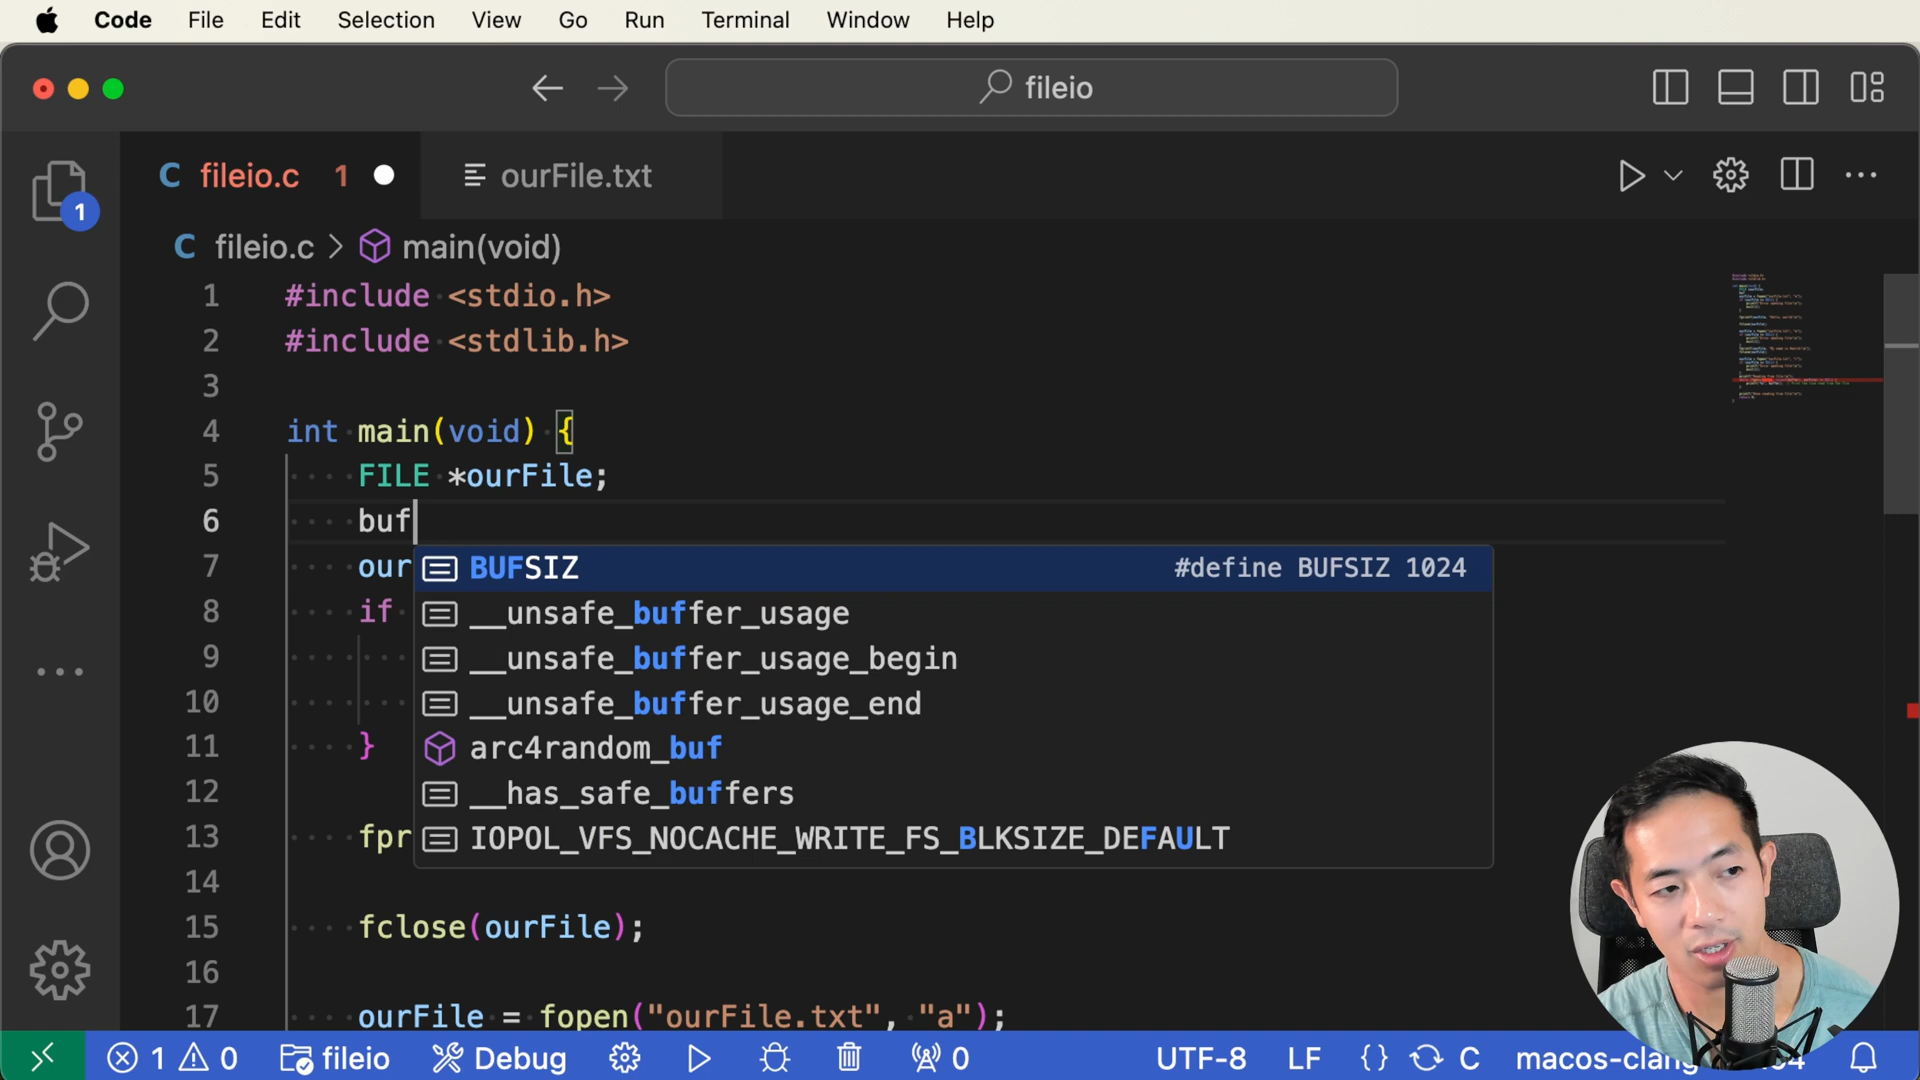 Code File Edit Selection View Go Run Terminal Window Help
fileio
C fileio.c 1 ourFile.txt
1
C fileio.c > main(void)
1 #include <stdio.h>
2 #include <stdlib.h>
3
4 int main(void) {
5 FILE *ourFile;
6 buf
7 our
BUFSIZ #define BUFSIZ 1024
8 if
__unsafe_buffer_usage
9
__unsafe_buffer_usage_begin
10
__unsafe_buffer_usage_end
11 }
arc4random_buf
12
__has_safe_buffers
13 fpr
IOPOL_VFS_NOCACHE_WRITE_FS_BLKSIZE_DEFAULT
14
15 fclose(ourFile);
16
17 ourFile = fopen("ourFile.txt", "a");
1 0 fileio Debug 0 UTF-8 LF {} C